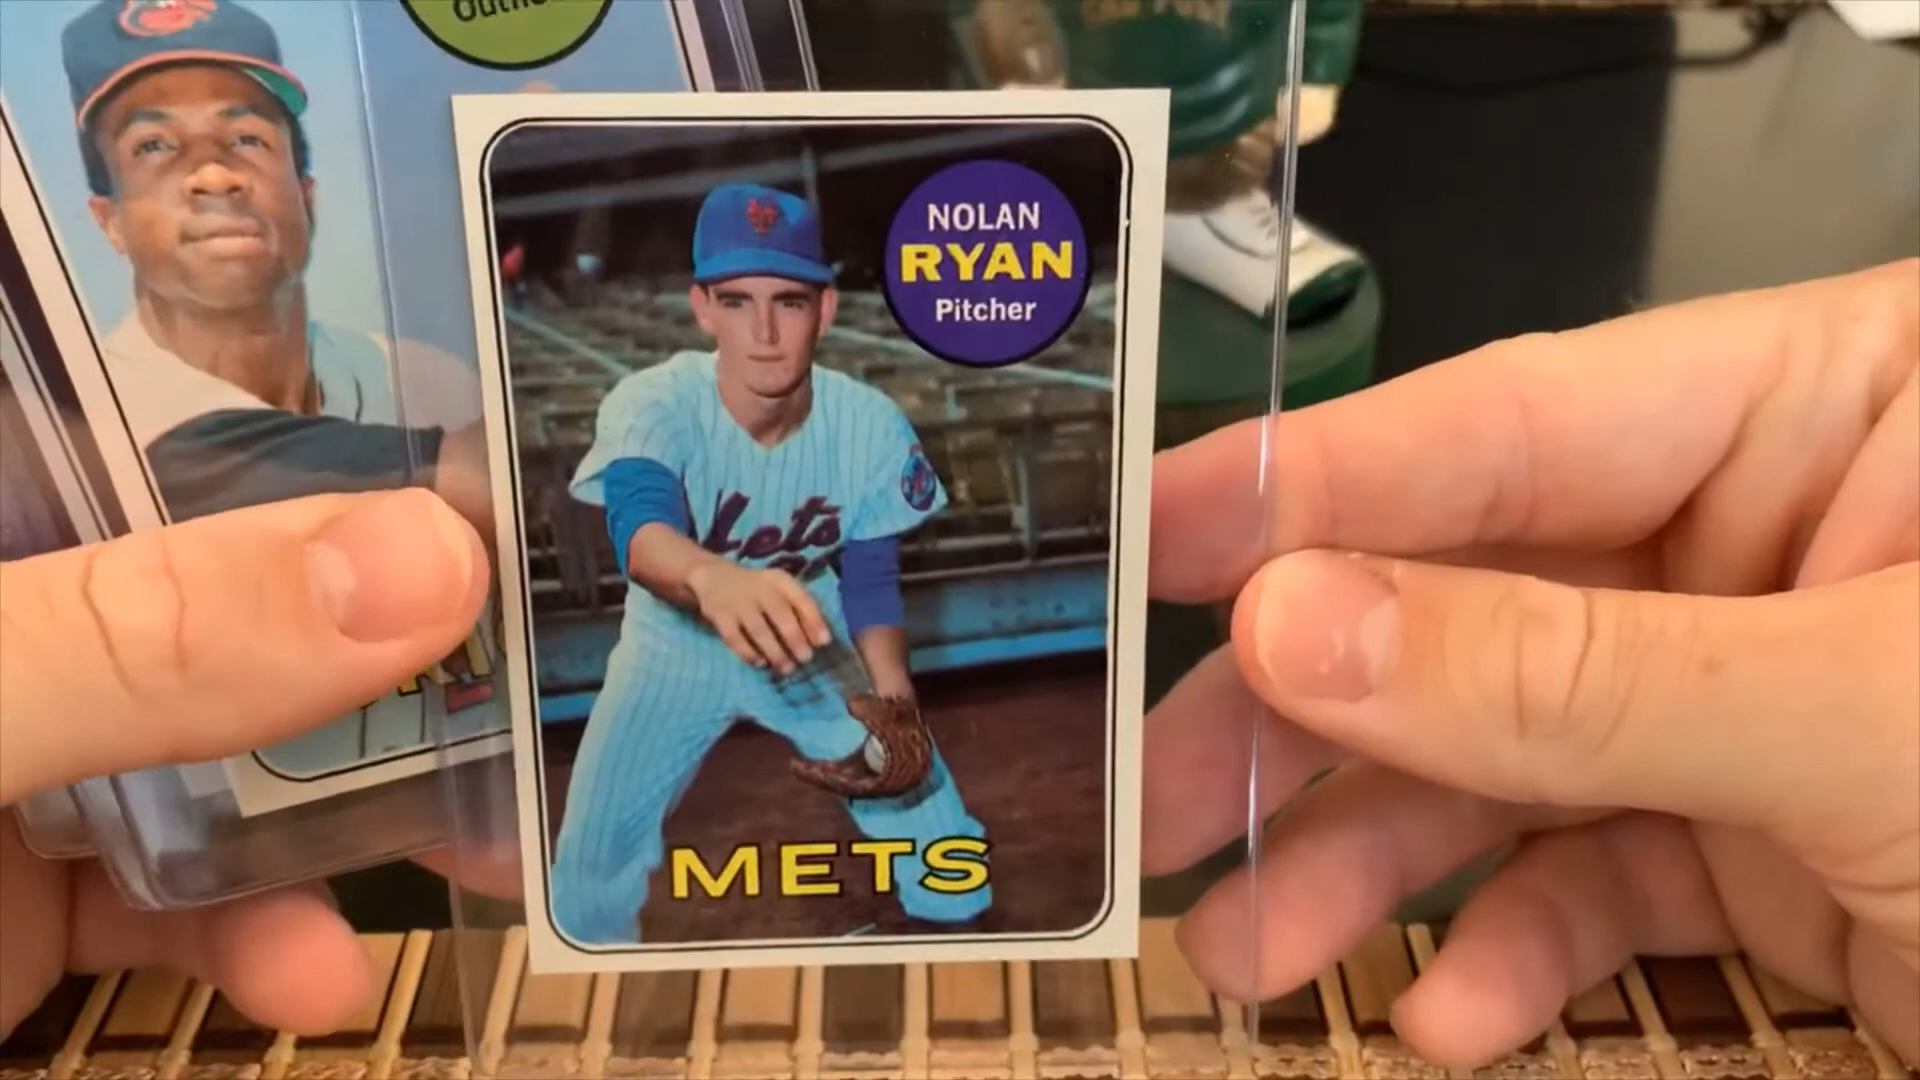 NOLAN
RYAN
Pitcher
Mets
METS